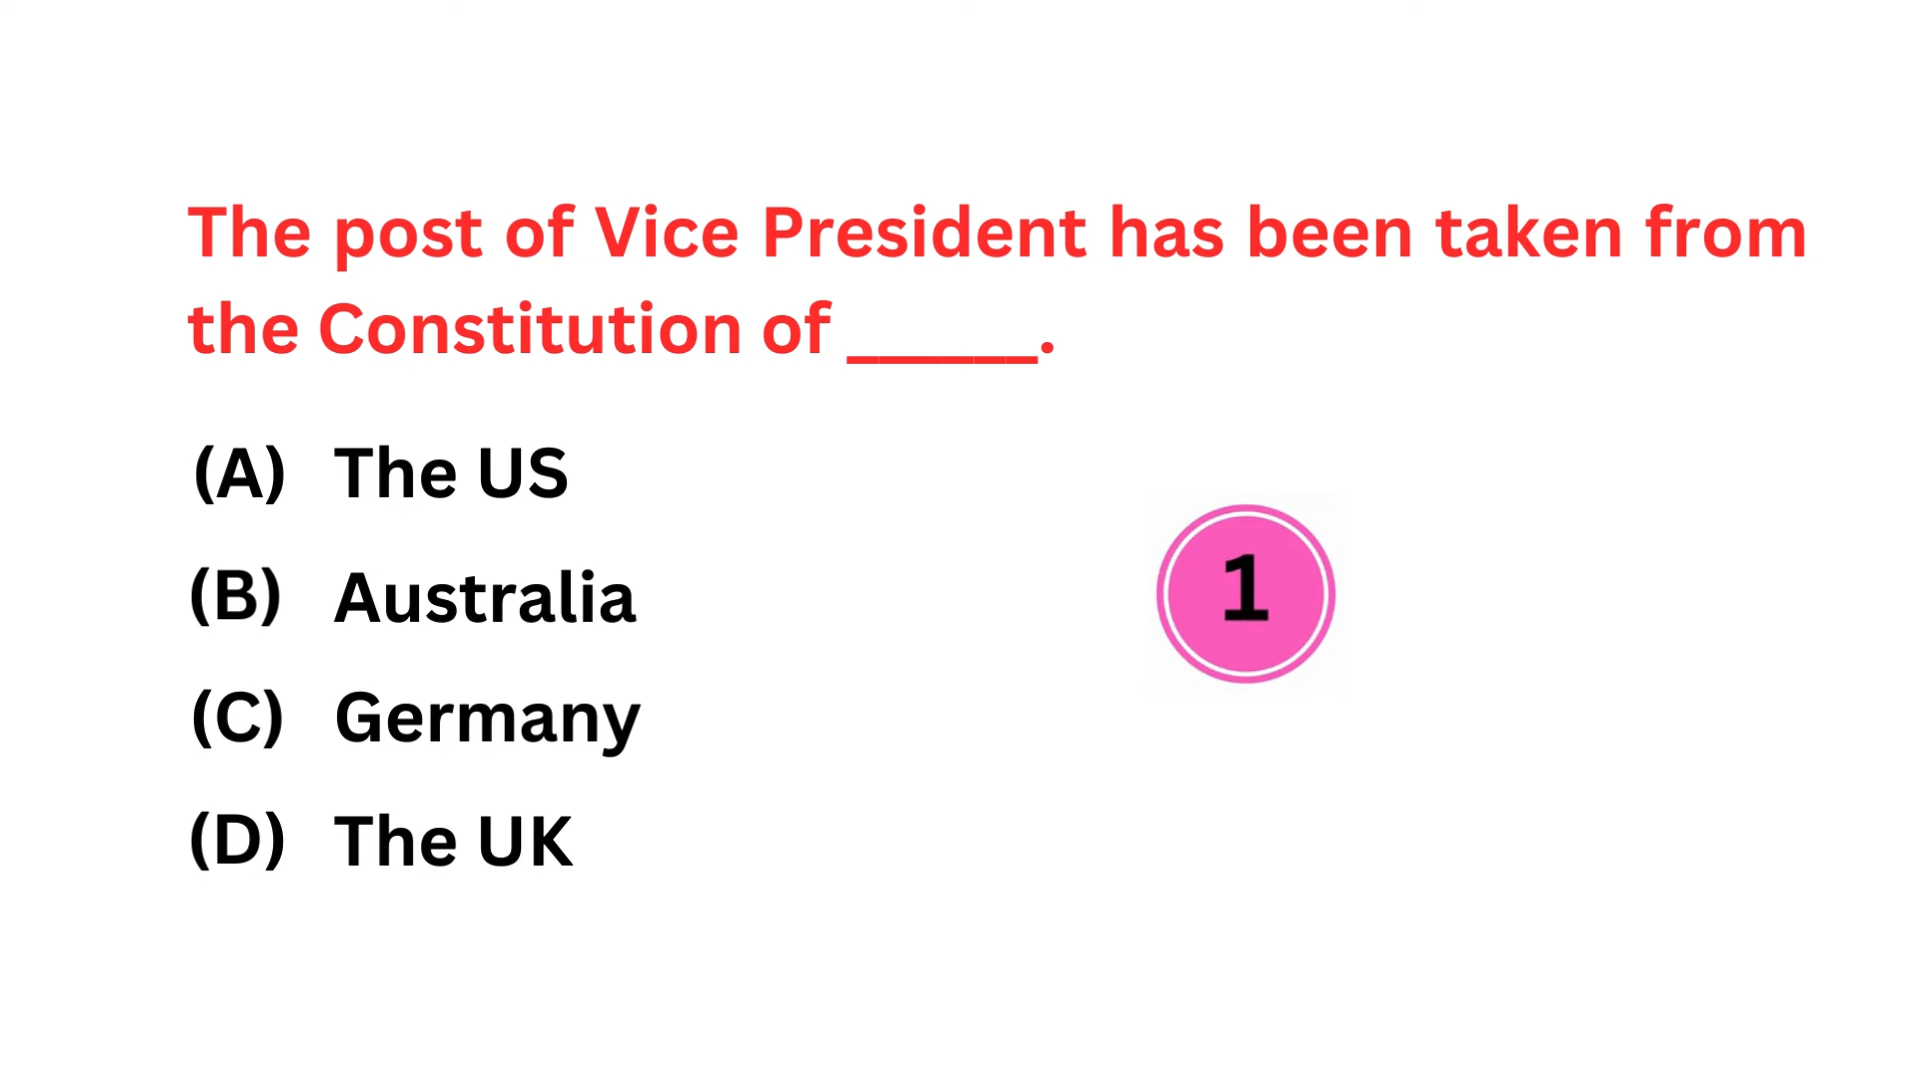 The post of Vice President has been taken from
the Constitution of ______.
(A) The US
(B) Australia
1
(C) Germany
(D) The UK